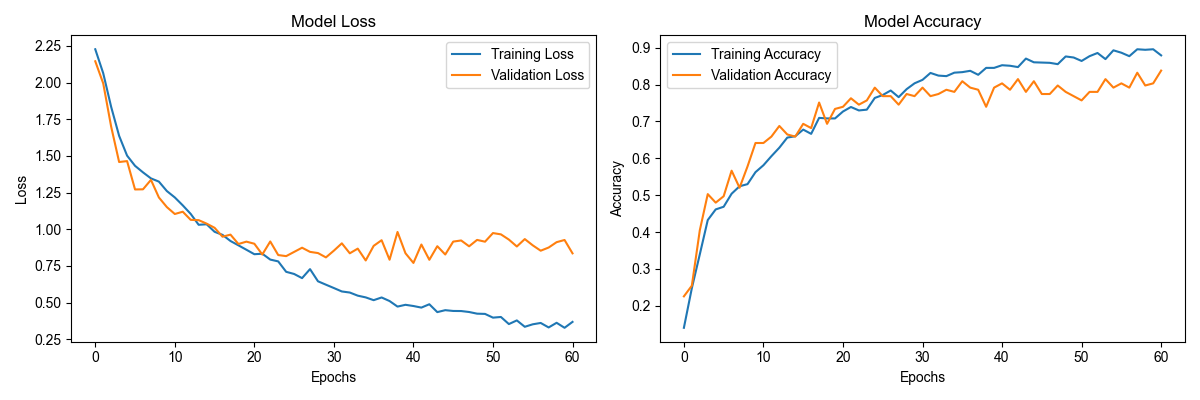 Model Loss
Training Loss
Validation Loss
2.25
2.00
1.75
1.50
1.25
1.00
0.75
0.50
0.25
Loss
0 10 20 30 40 50 60
Epochs
Model Accuracy
Training Accuracy
Validation Accuracy
0.9
0.8
0.7
0.6
0.5
0.4
0.3
0.2
Accuracy
0 10 20 30 40 50 60
Epochs